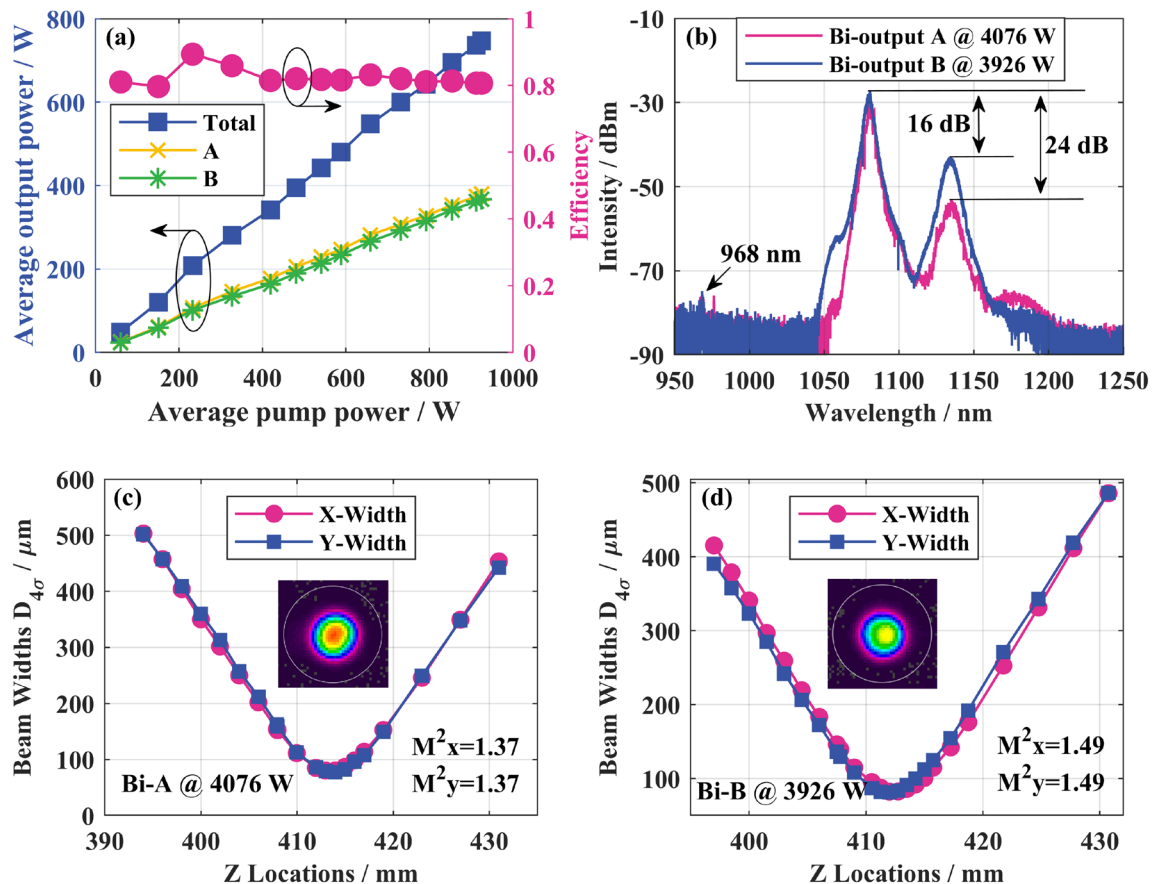 (a)
Average output power / W
800
600
400
200
0
Total
A
B
1
0.8
0.6
0.4
0.2
0
Efficiency
0 200 400 600 800 1000
Average pump power / W
(b)
Intensity / dBm
-10
-30
-50
-70
-90
Bi-output A @ 4076 W
Bi-output B @ 3926 W
16 dB
24 dB
968 nm
950 1000 1050 1100 1150 1200 1250
Wavelength / nm
(c)
Beam Widths D4σ / μm
600
500
400
300
200
100
0
X-Width
Y-Width
M²x=1.37
M²y=1.37
Bi-A @ 4076 W
390 400 410 420 430
Z Locations / mm
(d)
Beam Widths D4σ / μm
500
400
300
200
100
X-Width
Y-Width
M²x=1.49
M²y=1.49
Bi-B @ 3926 W
400 410 420 430
Z Locations / mm